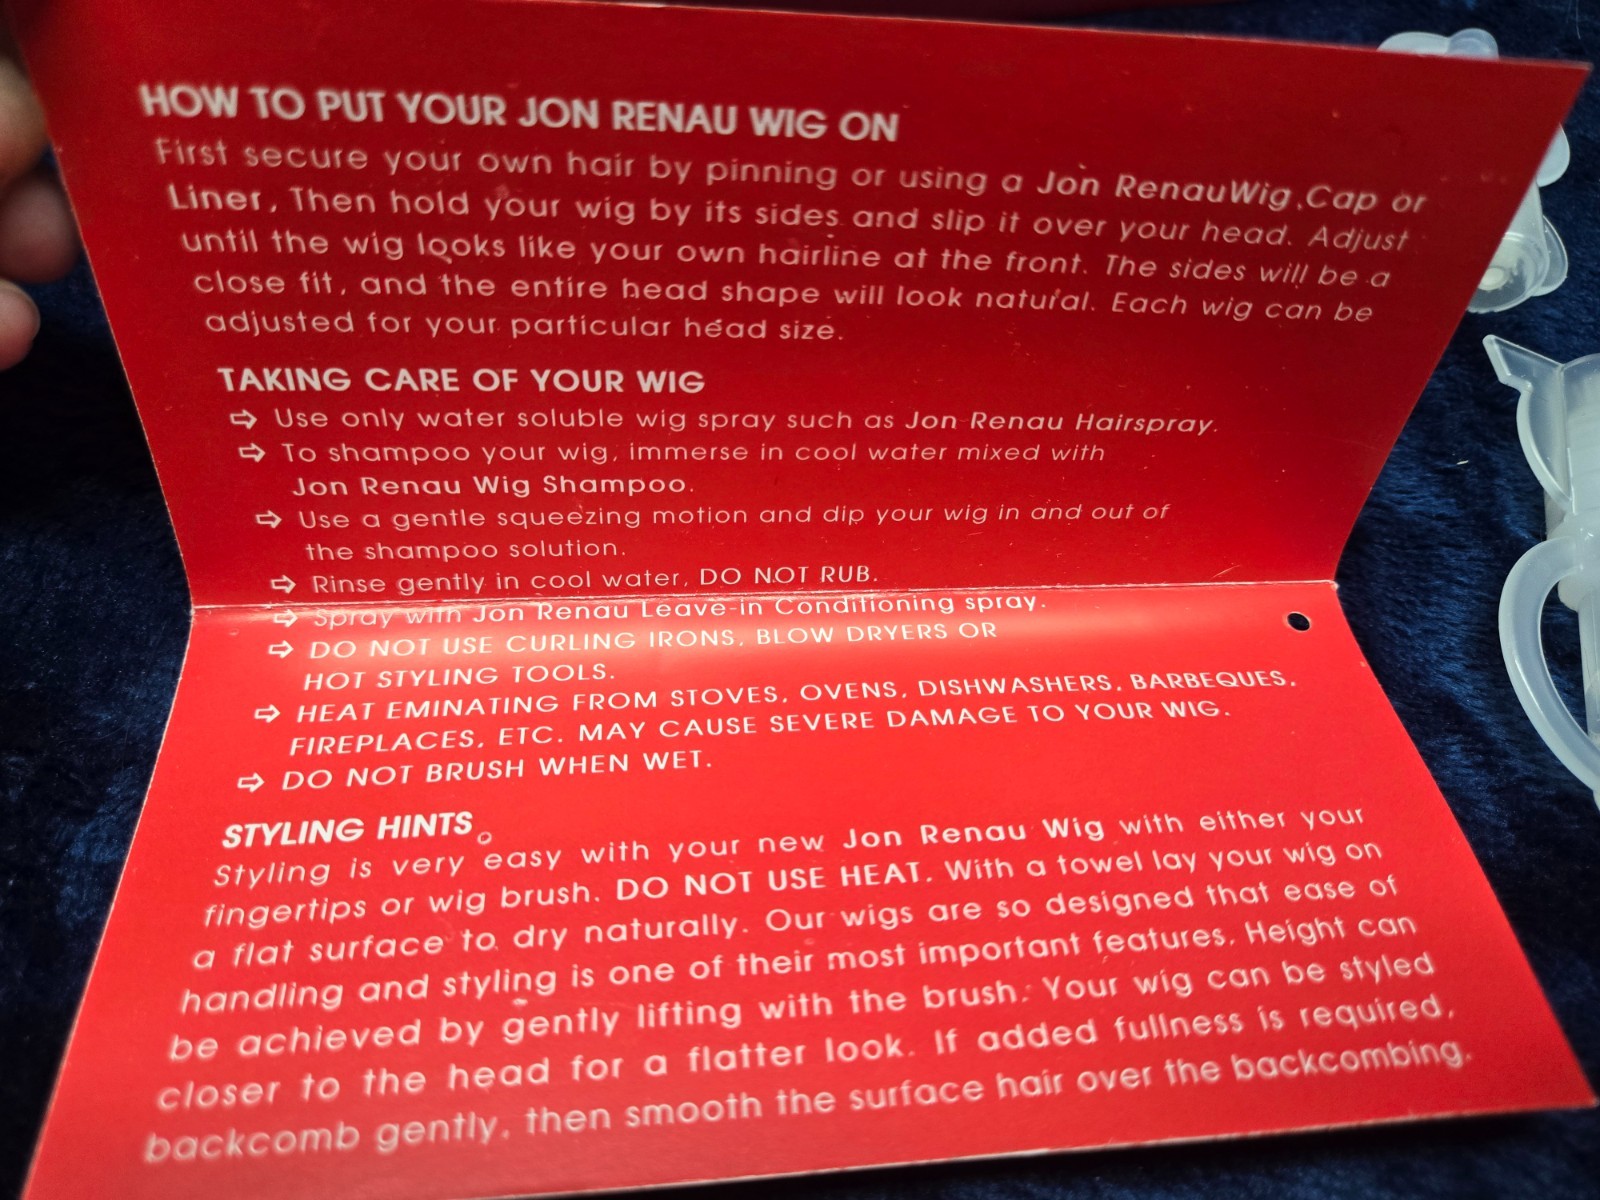 HOW TO PUT YOUR JON RENAU WIG ON
First secure your own hair by pinning or using a Jon RenauWig Cap or
Liner. Then hold your wig by its sides and slip it over your head. Adjust
until the wig looks like your own hairline at the front. The sides will be a
close fit, and the entire head shape will look natural. Each wig can be
adjusted for your particular head size.
TAKING CARE OF YOUR WIG
⇨ Use only water soluble wig spray such as Jon Renau Hairspray.
⇨ To shampoo your wig, immerse in cool water mixed with
Jon Renau Wig Shampoo.
⇨ Use a gentle squeezing motion and dip your wig in and out of
the shampoo solution.
⇨ Rinse gently in cool water, DO NOT RUB.
⇨ Spray with Jon Renau Leave-in Conditioning spray.
⇨ DO NOT USE CURLING IRONS, BLOW DRYERS OR
HOT STYLING TOOLS.
⇨ HEAT EMINATING FROM STOVES, OVENS, DISHWASHERS, BARBEQUES,
FIREPLACES, ETC. MAY CAUSE SEVERE DAMAGE TO YOUR WIG.
⇨ DO NOT BRUSH WHEN WET.
STYLING HINTS
Styling is very easy with your new Jon Renau Wig with either your
fingertips or wig brush. DO NOT USE HEAT. With a towel lay your wig on
a flat surface to dry naturally. Our wigs are so designed that ease of
handling and styling is one of their most important features. Height can
be achieved by gently lifting with the brush. Your wig can be styled
closer to the head for a flatter look. If added fullness is required,
backcomb gently, then smooth the surface hair over the backcombing.